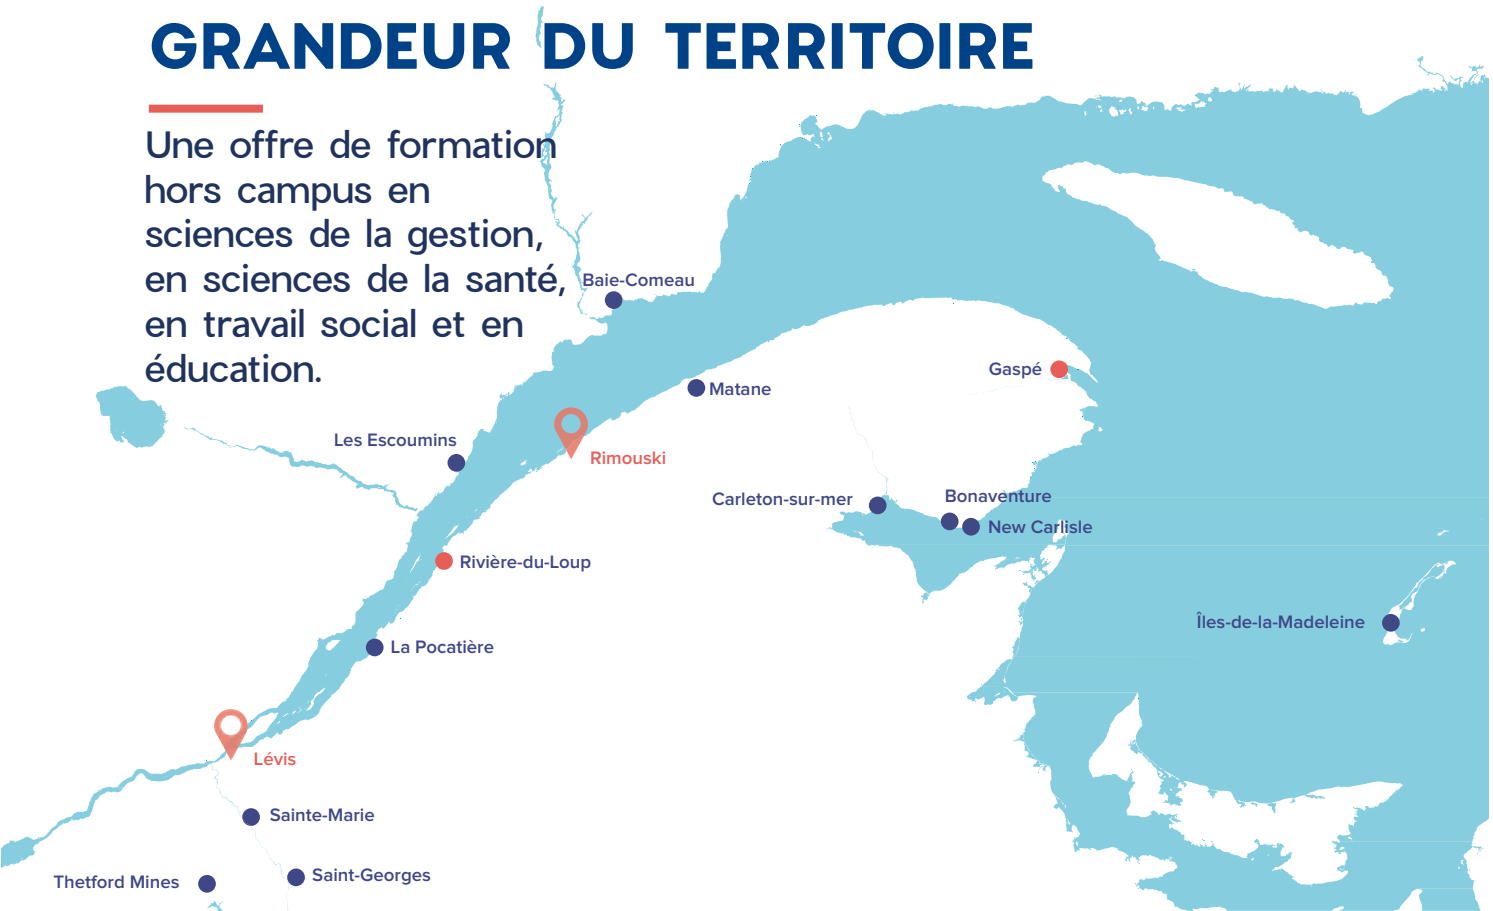 GRANDEUR DU TERRITOIRE
Une offre de formation
hors campus en
sciences de la gestion,
en sciences de la santé,
en travail social et en
éducation.
Baie-Comeau
Gaspé
Matane
Les Escoumins
Rimouski
Carleton-sur-mer
Bonaventure
New Carlisle
Rivière-du-Loup
Îles-de-la-Madeleine
La Pocatière
Lévis
Sainte-Marie
Saint-Georges
Thetford Mines